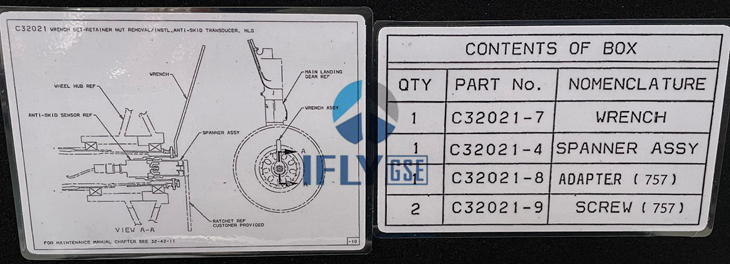 C32021 WRENCH SET-RETAINER NUT REMOVAL/INSTL.,ANTI-SKID TRANSDUCER, MLG
WRENCH
MAIN LANDING
GEAR REF
WHEEL HUB REF
WRENCH ASSY
ANTI-SKID SENSOR REF
SPANNER ASSY
A
RATCHET REF
CUSTOMER PROVIDED
VIEW A-A
FOR MAINTENANCE MANUAL CHAPTER SEE 32-42-11
-10
IFLY GSE
CONTENTS OF BOX
QTY PART No. NOMENCLATURE
1 C32021-7 WRENCH
1 C32021-4 SPANNER ASSY
1 C32021-8 ADAPTER (757)
2 C32021-9 SCREW (757)